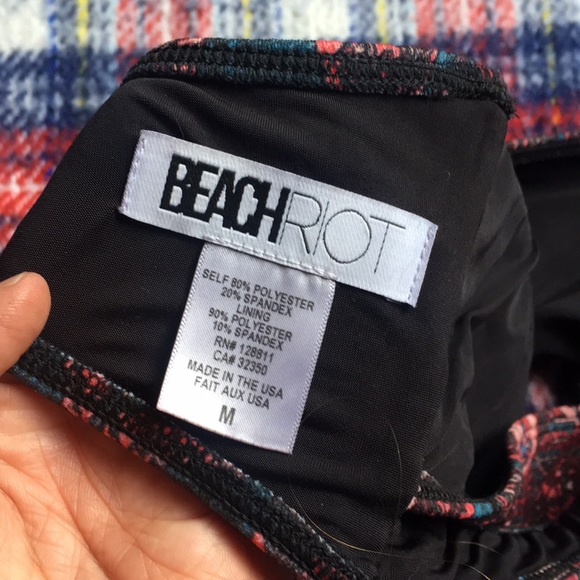 BEACHRIOT
SELF 80% POLYESTER
20% SPANDEX
LINING
90% POLYESTER
10% SPANDEX
RN# 128811
CA# 32350
MADE IN THE USA
FAIT AUX USA
M